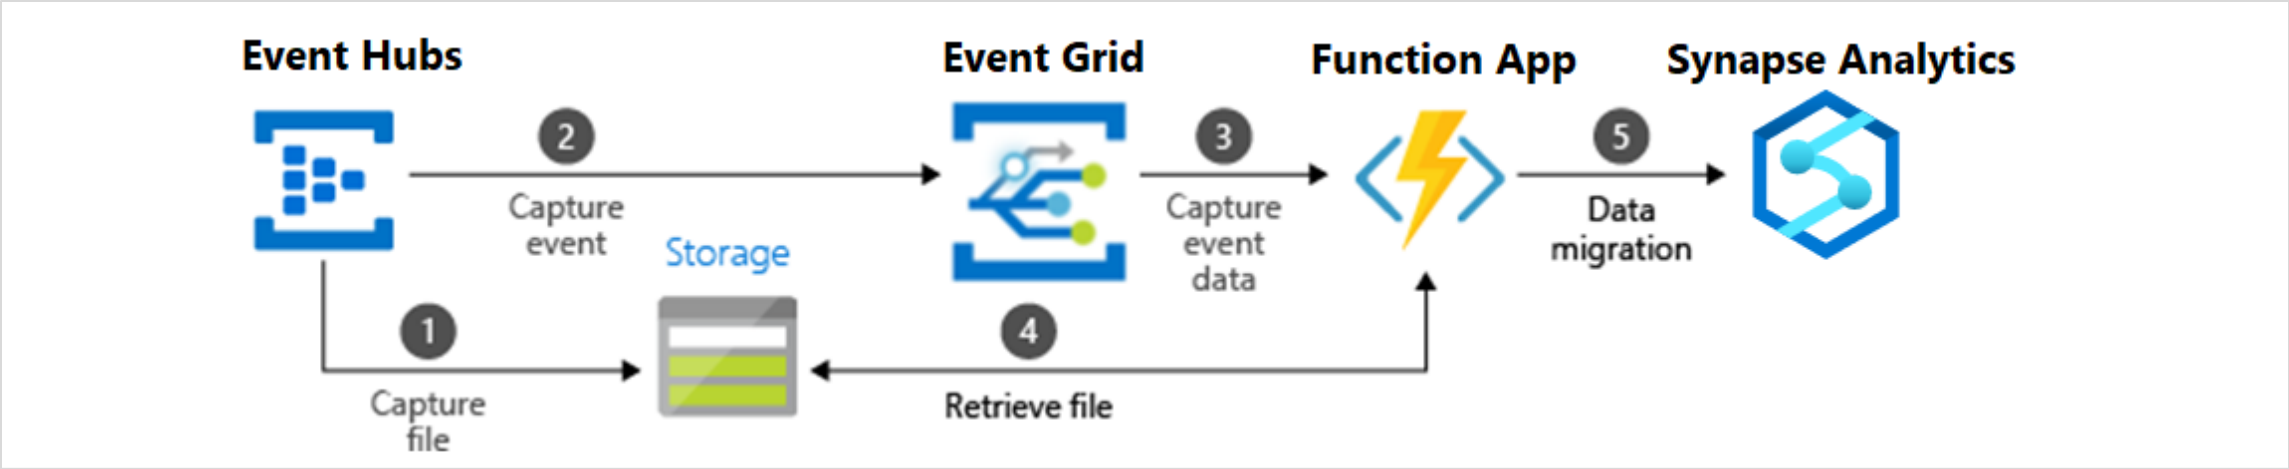 Event Hubs
Event Grid
Function App
Synapse Analytics
2
Capture
event
3
Capture
event
data
5
Data
migration
Storage
1
Capture
file
4
Retrieve file